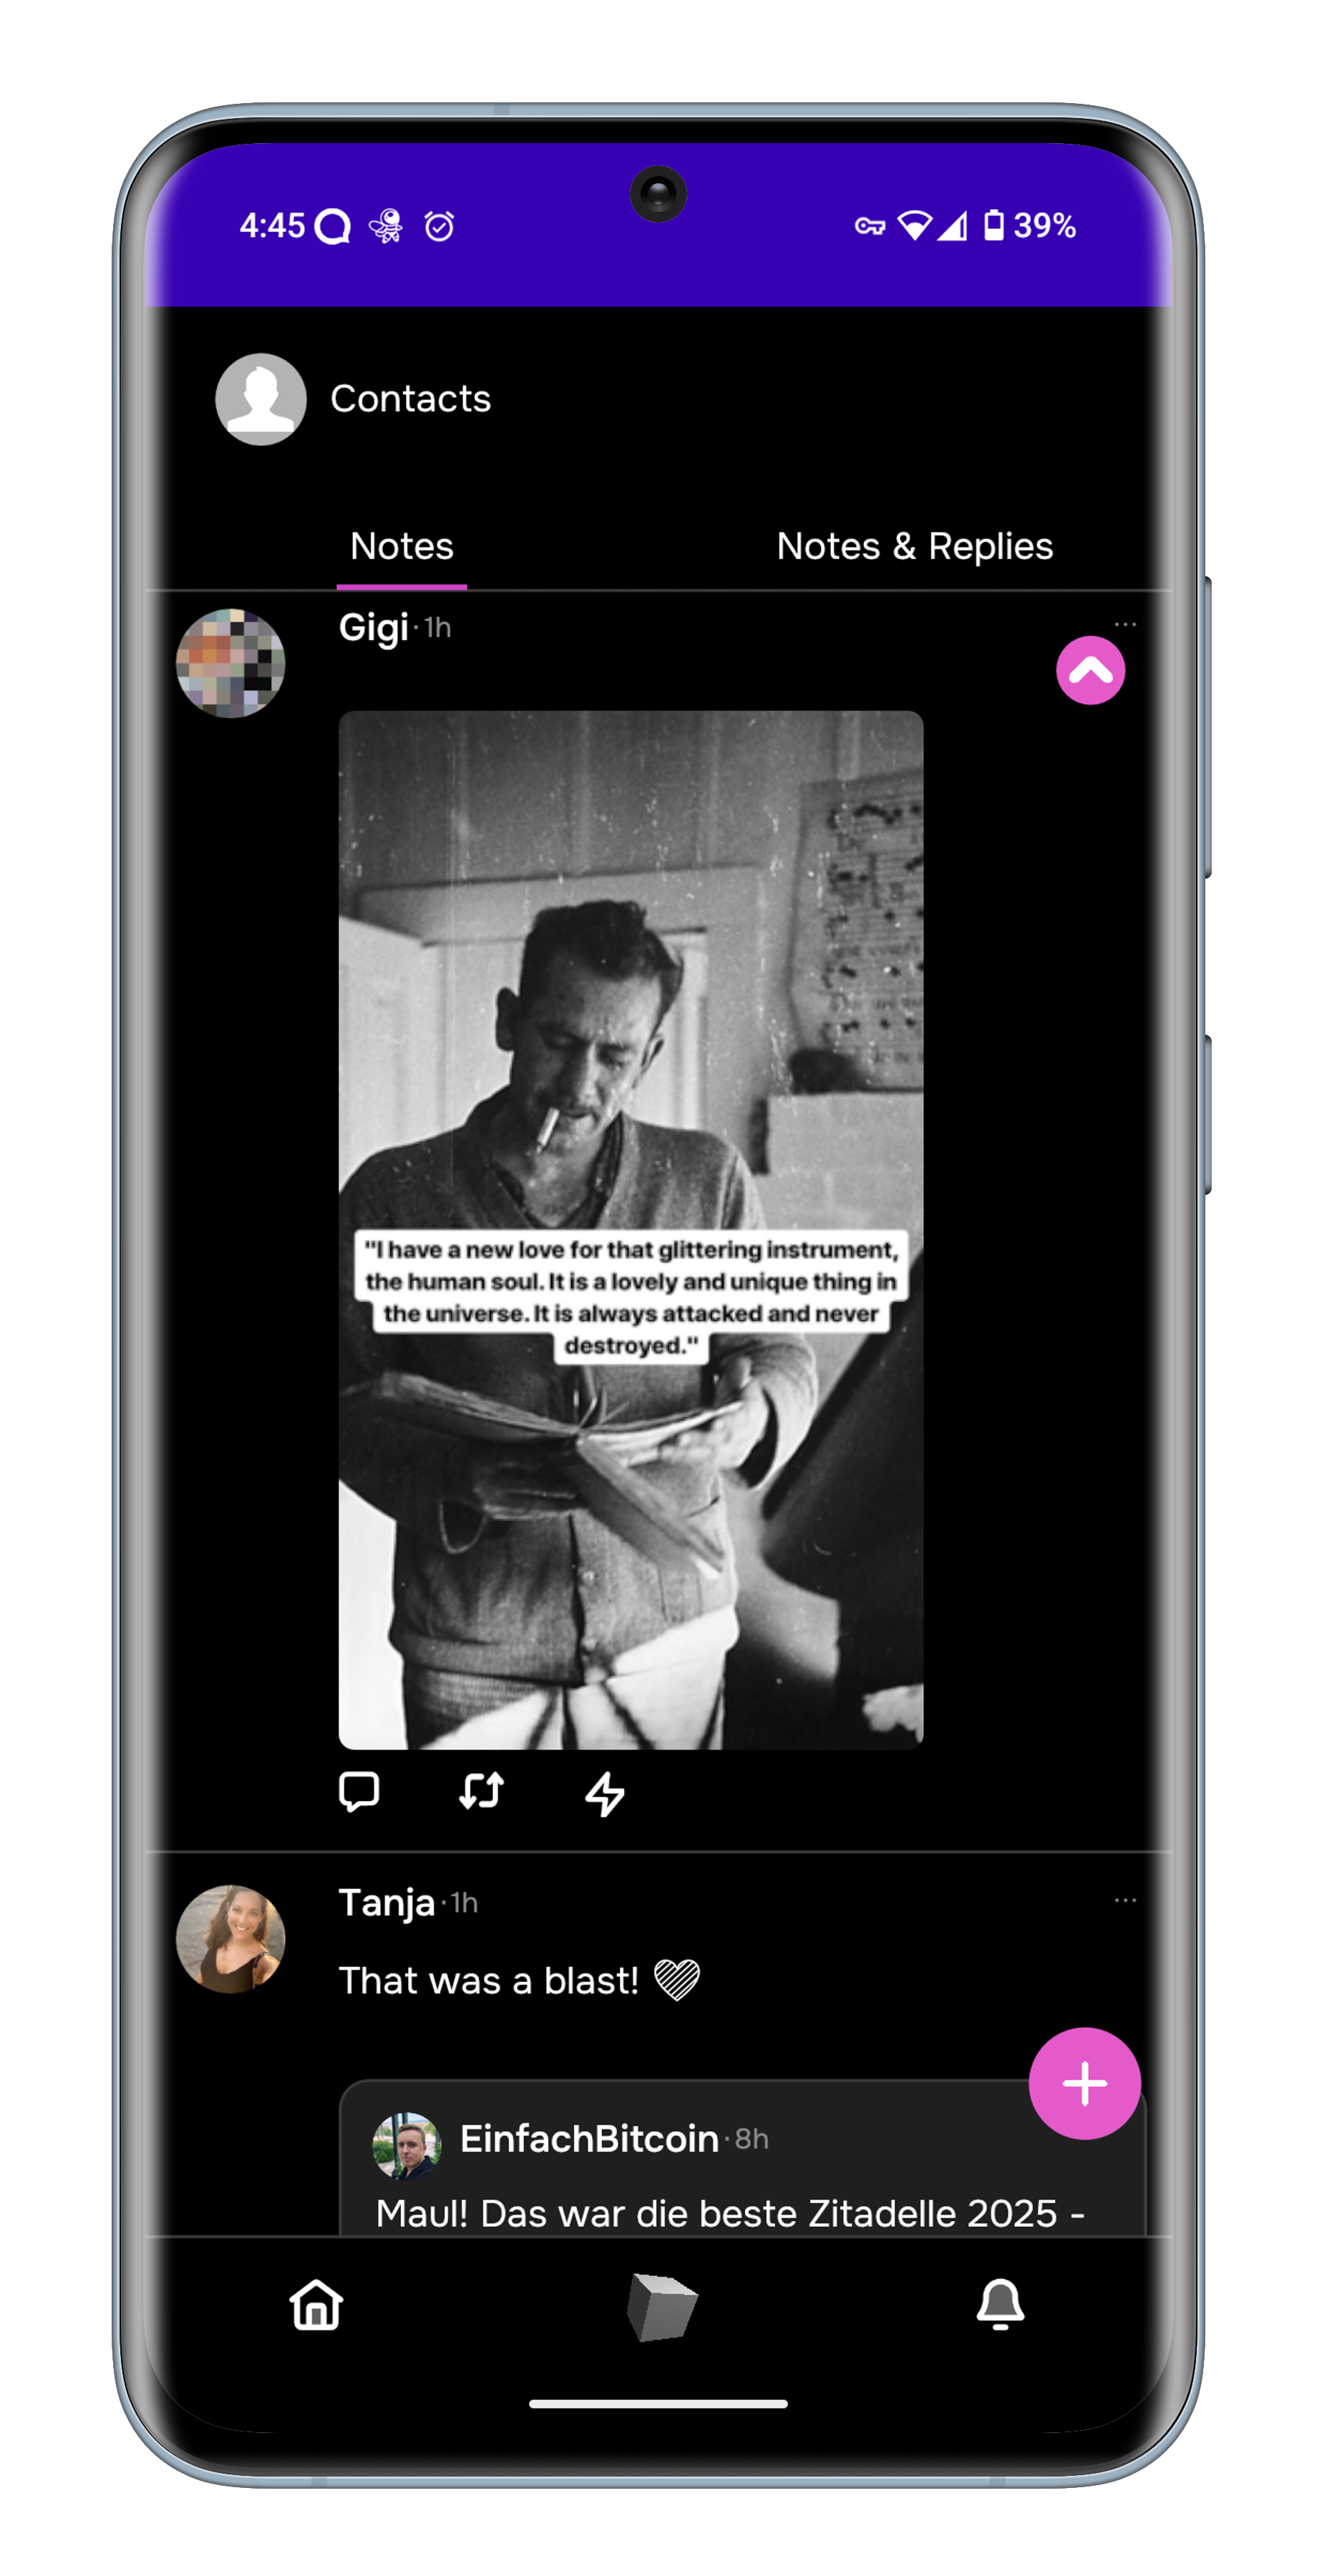 4:45
39%
Contacts
Notes
Notes & Replies
Gigi · 1h
"I have a new love for that glittering instrument,
the human soul. It is a lovely and unique thing in
the universe. It is always attacked and never
destroyed."
Tanja · 1h
That was a blast!
EinfachBitcoin · 8h
Maul! Das war die beste Zitadelle 2025 -